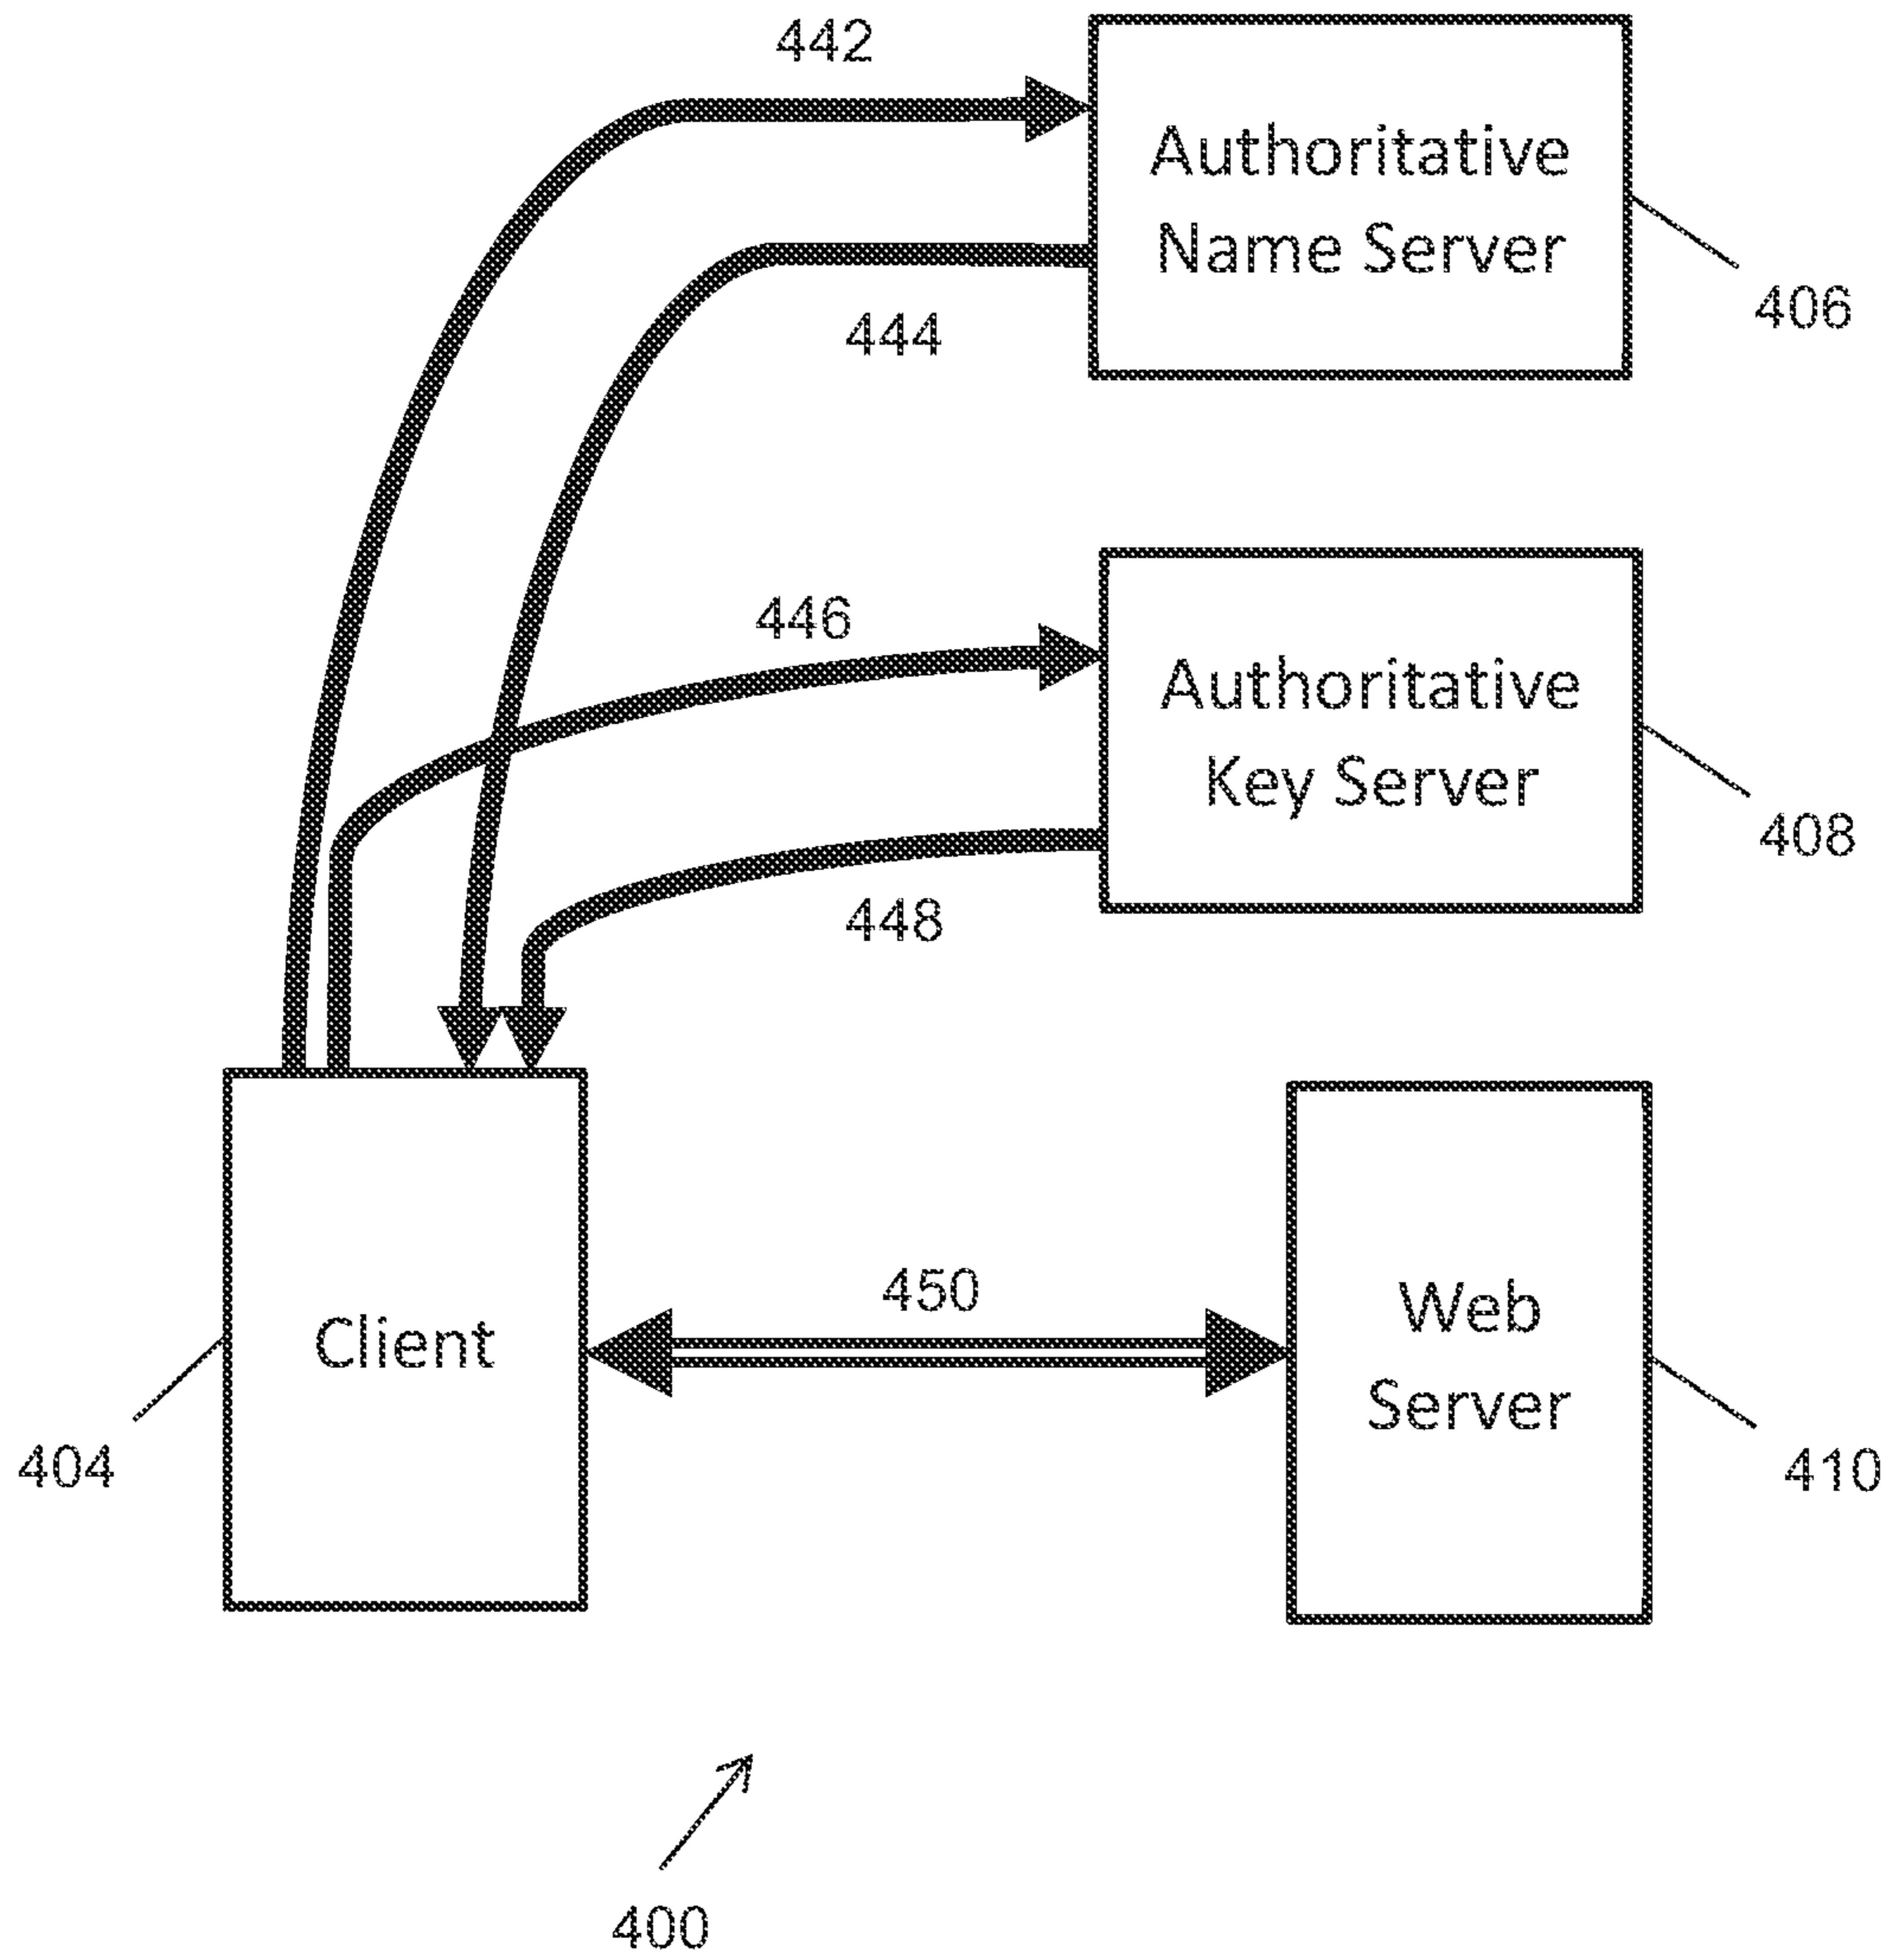 442
Authoritative
Name Server
406
444
446
Authoritative
Key Server
408
448
450
Client
Web
Server
404
410
400